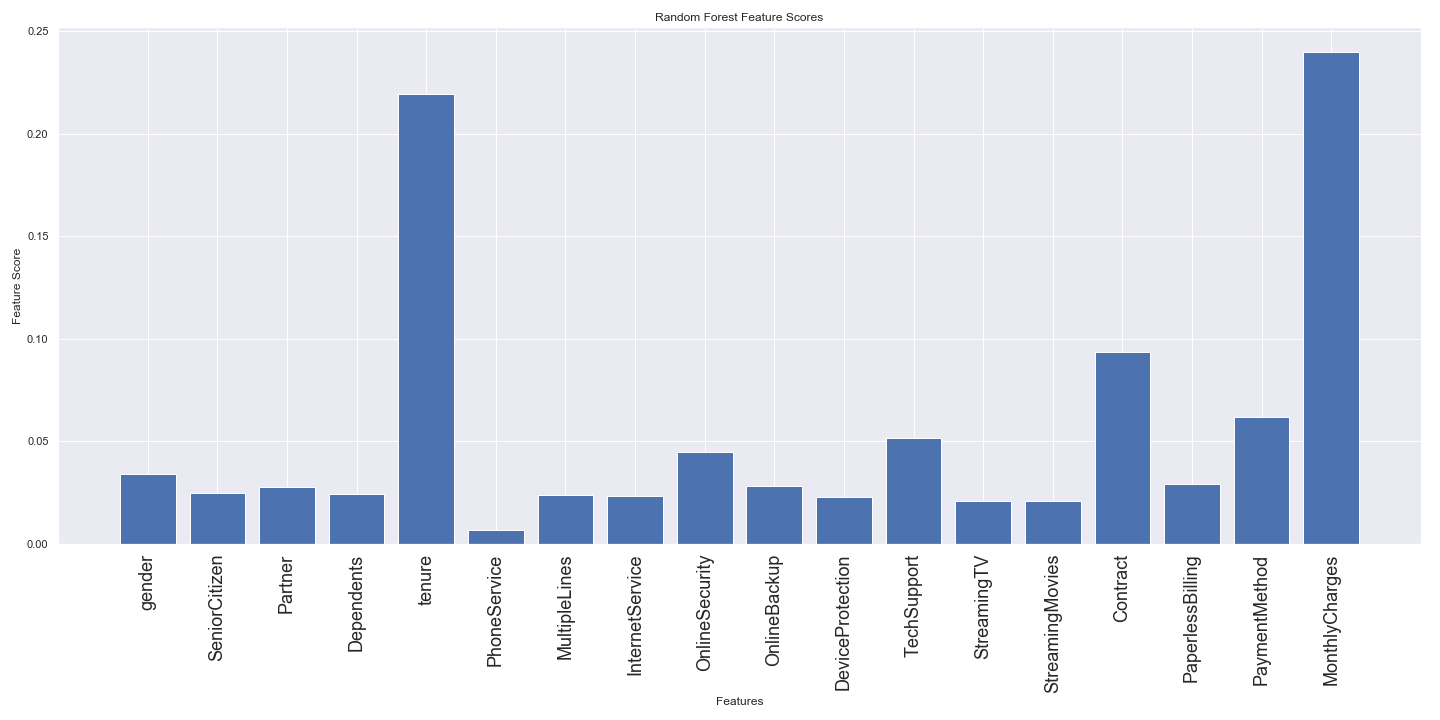 Random Forest Feature Scores
Feature Score
0.25
0.20
0.15
0.10
0.05
0.00
gender
SeniorCitizen
Partner
Dependents
tenure
PhoneService
MultipleLines
InternetService
OnlineSecurity
OnlineBackup
DeviceProtection
TechSupport
StreamingTV
StreamingMovies
Contract
PaperlessBilling
PaymentMethod
MonthlyCharges
Features